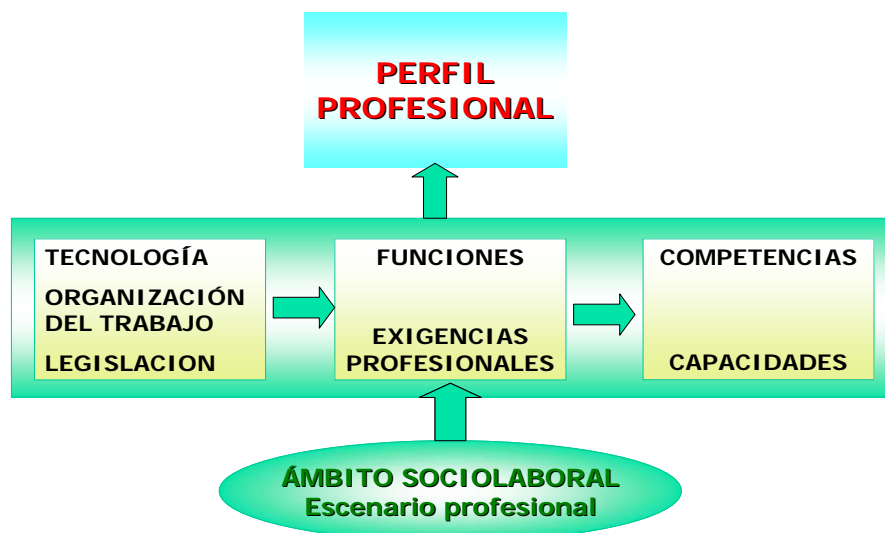 PERFIL
PROFESIONAL
TECNOLOGÍA
ORGANIZACIÓN
DEL TRABAJO
LEGISLACION
FUNCIONES
EXIGENCIAS
PROFESIONALES
COMPETENCIAS
CAPACIDADES
ÁMBITO SOCIOLABORAL
Escenario profesional